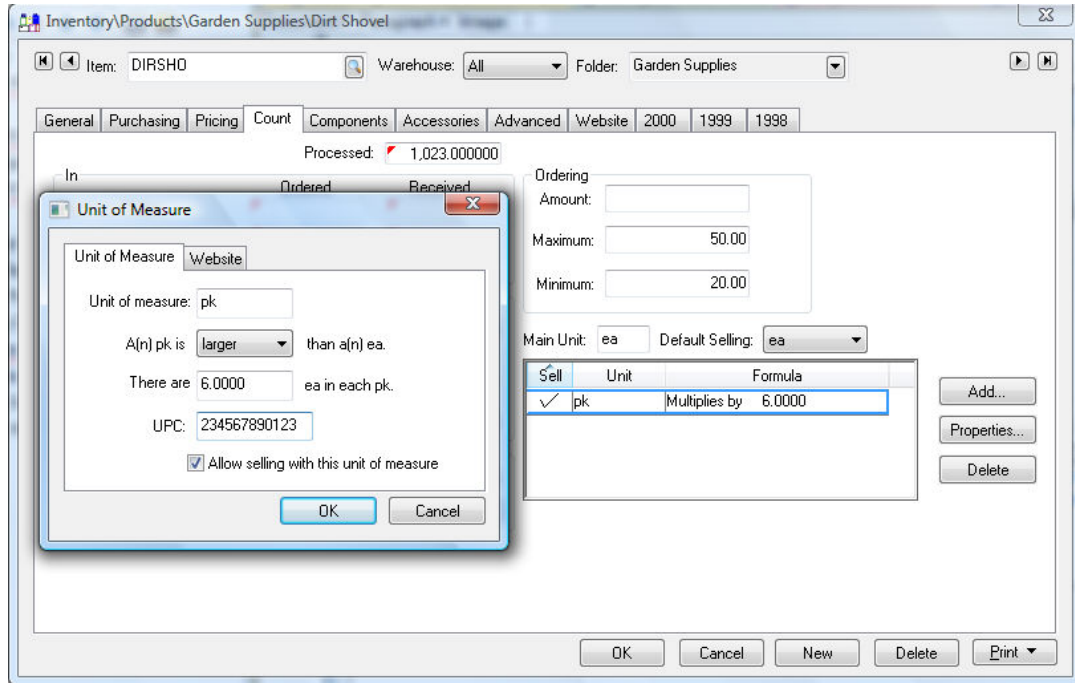 Inventory\Products\Garden Supplies\Dirt Shovel
Item: DIRSHO Warehouse: All Folder: Garden Supplies
General Purchasing Pricing Count Components Accessories Advanced Website 2000 1999 1998
Processed: 1,023.000000
In Ordered Received
Ordering
Amount:
Maximum: 50.00
Minimum: 20.00
Main Unit: ea Default Selling: ea
Sell Unit Formula
pk Multiplies by 6.0000
Add...
Properties...
Delete
Unit of Measure
Unit of Measure Website
Unit of measure: pk
A(n) pk is larger than a(n) ea.
There are 6.0000 ea in each pk.
UPC: 234567890123
Allow selling with this unit of measure
OK Cancel
OK Cancel New Delete Print